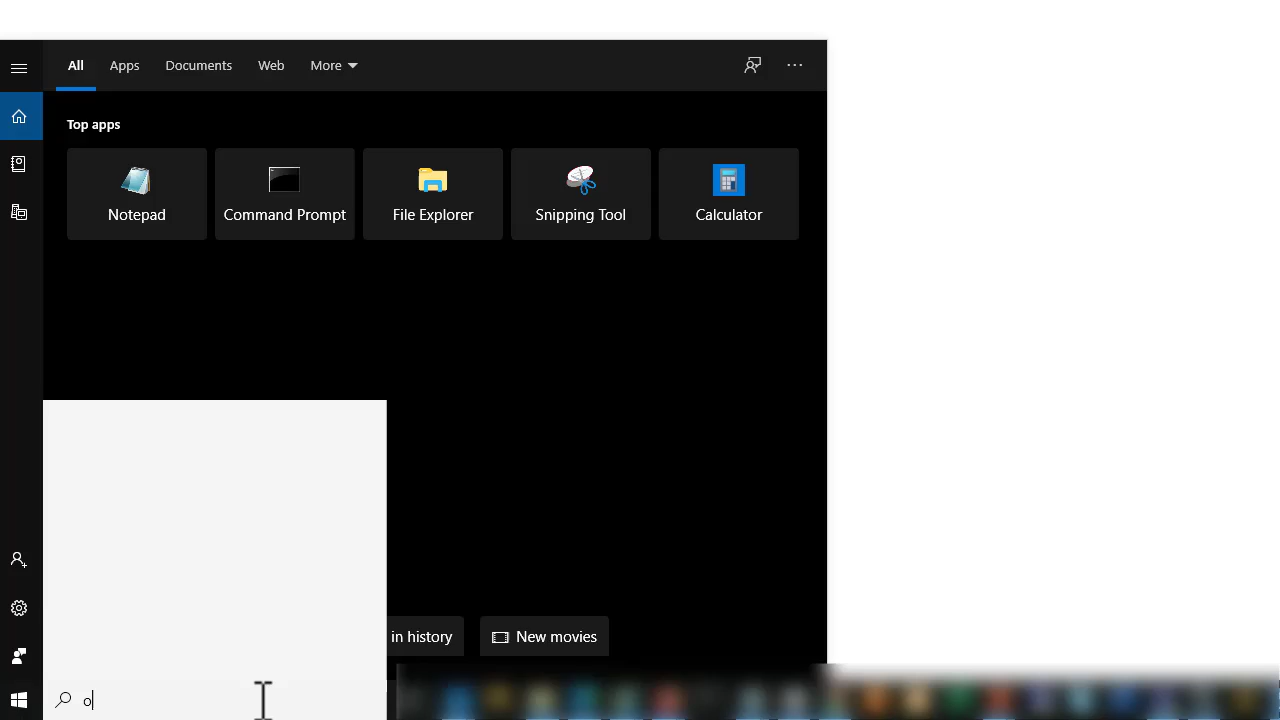 All Apps Documents Web More
Top apps
Notepad Command Prompt File Explorer Snipping Tool Calculator
in history New movies
o